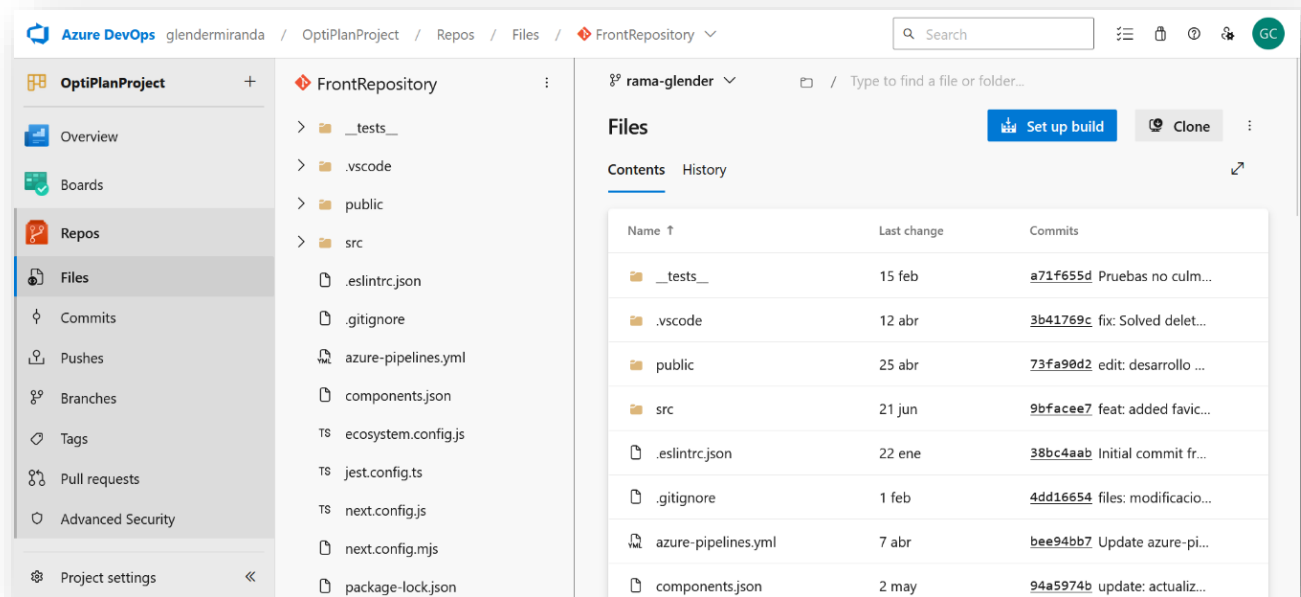 Azure DevOps glendermiranda / OptiPlanProject / Repos / Files / FrontRepository
Search
GC
OptiPlanProject +
Overview
Boards
Repos
Files
Commits
Pushes
Branches
Tags
Pull requests
Advanced Security
Project settings
FrontRepository
__tests__
.vscode
public
src
.eslintrc.json
.gitignore
YML azure-pipelines.yml
components.json
TS ecosystem.config.js
TS jest.config.ts
TS next.config.js
next.config.mjs
package-lock.json
rama-glender / Type to find a file or folder...
Files
Set up build
Clone
Contents History
Name ↑ Last change Commits
__tests__ 15 feb a71f655d Pruebas no culm...
.vscode 12 abr 3b41769c fix: Solved delet...
public 25 abr 73fa90d2 edit: desarrollo ...
src 21 jun 9bfacee7 feat: added favic...
.eslintrc.json 22 ene 38bc4aab Initial commit fr...
.gitignore 1 feb 4dd16654 files: modificacio...
YML azure-pipelines.yml 7 abr bee94bb7 Update azure-pi...
components.json 2 may 94a5974b update: actualiz...